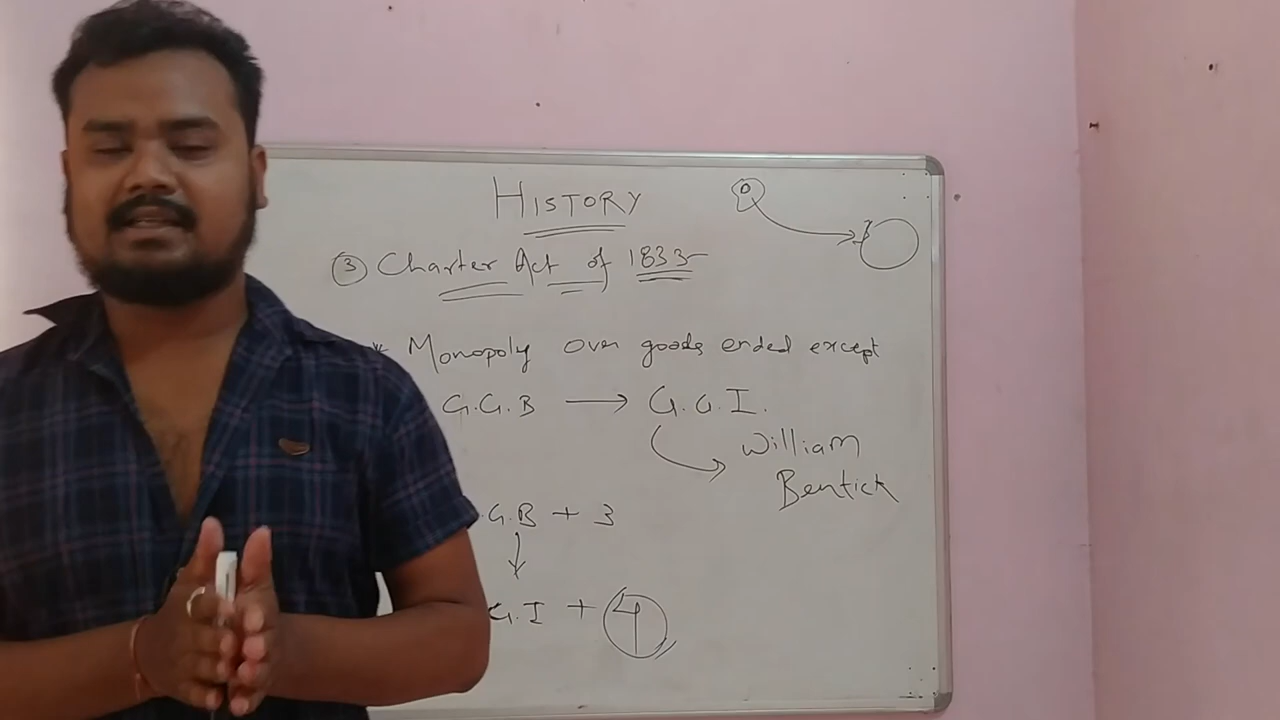 HISTORY
③ Charter Act of 1833
* Monopoly over goods ended except
G.G.B → G.G.I.
William
Bentick
G.B + 3
G.I + 4